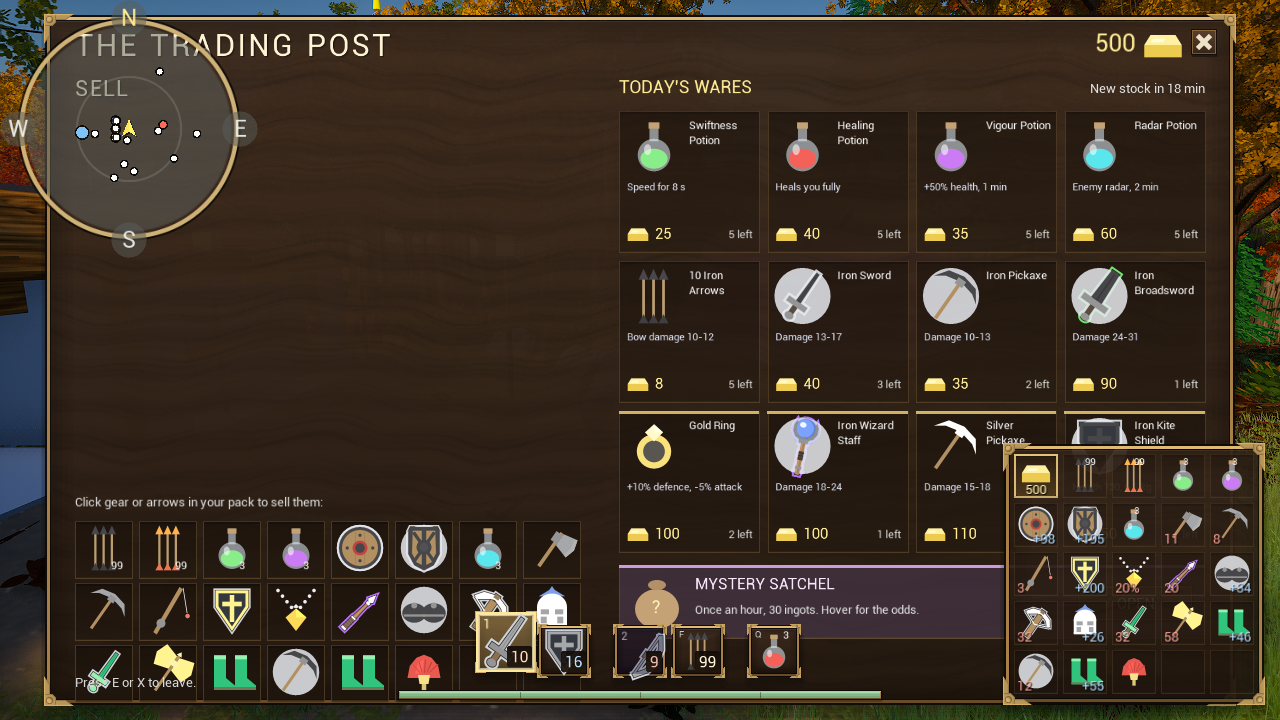 N
THE TRADING POST
500
SELL
W
E
S
TODAY'S WARES
New stock in 18 min
Swiftness Potion
Speed for 8 s
25
5 left
Healing Potion
Heals you fully
40
5 left
Vigour Potion
+50% health, 1 min
35
5 left
Radar Potion
Enemy radar, 2 min
60
5 left
10 Iron Arrows
Bow damage 10-12
8
5 left
Iron Sword
Damage 13-17
40
3 left
Iron Pickaxe
Damage 10-13
35
2 left
Iron Broadsword
Damage 24-31
90
1 left
Gold Ring
+10% defence, -5% attack
100
2 left
Iron Wizard Staff
Damage 18-24
100
1 left
Silver Pickaxe
Damage 15-18
110
Iron Kite Shield
MYSTERY SATCHEL
Once an hour, 30 ingots. Hover for the odds.
?
Click gear or arrows in your pack to sell them:
99
99
3
3
3
Press E or X to leave.
1
10
16
2
9
F
99
Q
3
500
99
99
3
3
+98
+195
3
11
8
3
+200
20%
20
+34
32
+26
32
58
+46
12
+55